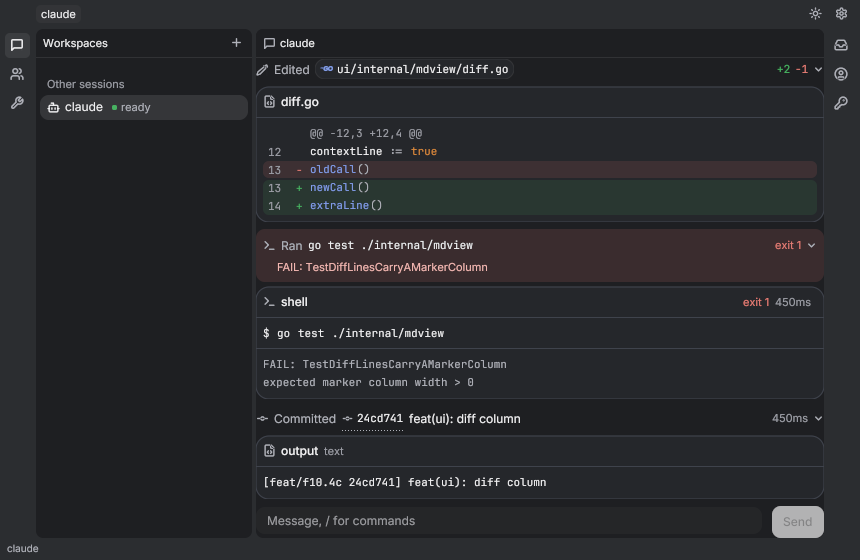 claude
Workspaces
Other sessions
claude ready
claude
Edited GO ui/internal/mdview/diff.go +2 -1
diff.go
@@ -12,3 +12,4 @@
12 contextLine := true
13 - oldCall()
13 + newCall()
14 + extraLine()
Ran go test ./internal/mdview exit 1
FAIL: TestDiffLinesCarryAMarkerColumn
shell exit 1 450ms
$ go test ./internal/mdview
FAIL: TestDiffLinesCarryAMarkerColumn
expected marker column width > 0
Committed 24cd741 feat(ui): diff column 450ms
output text
[feat/f10.4c 24cd741] feat(ui): diff column
Message, / for commands
Send
claude